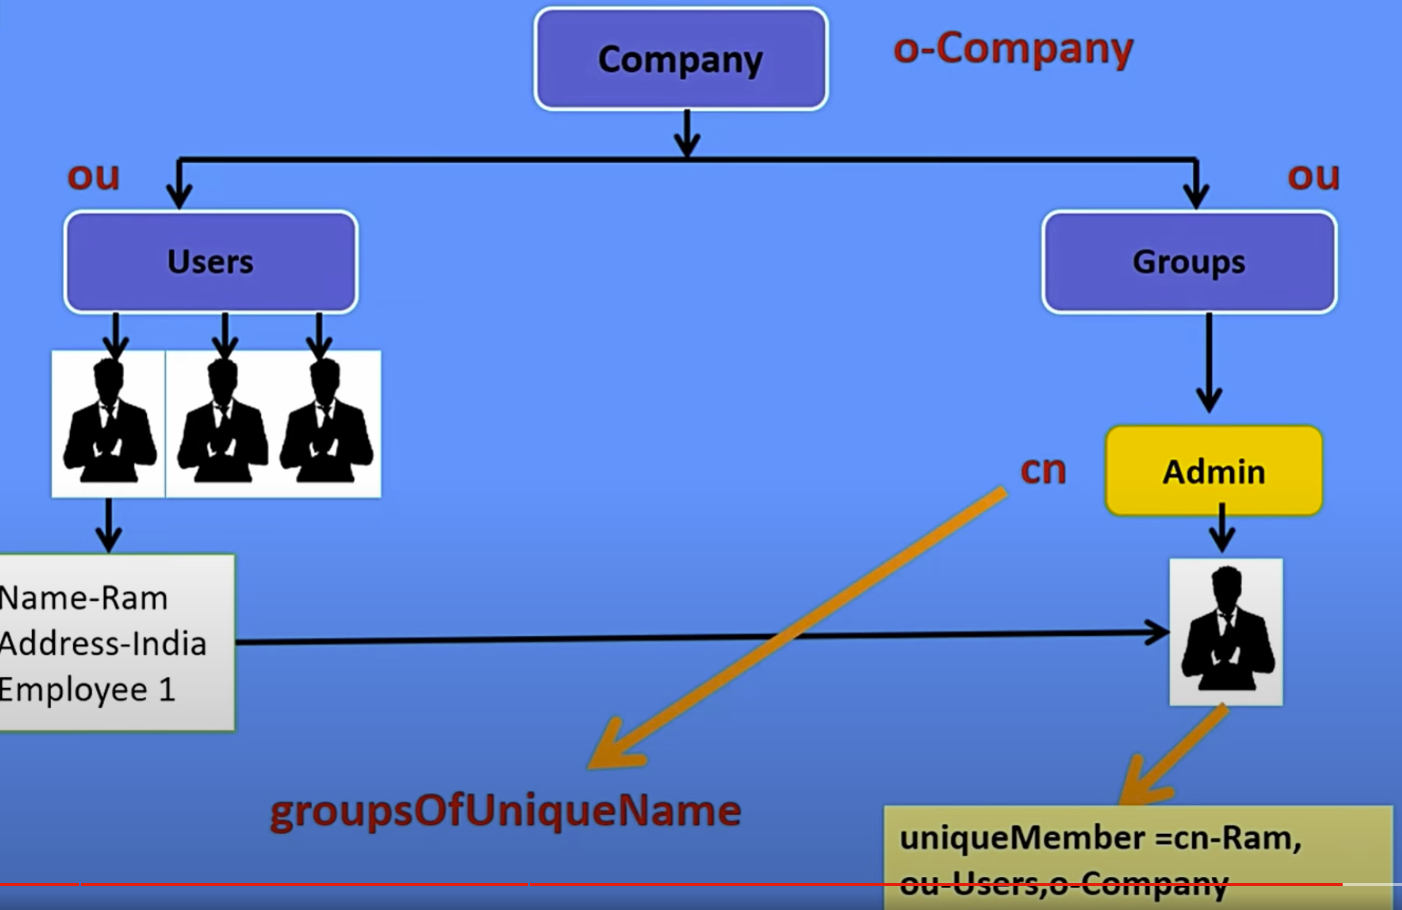 Company
o-Company
ou
ou
Users
Groups
cn
Admin
Name-Ram
Address-India
Employee 1
groupsOfUniqueName
uniqueMember =cn-Ram,
ou-Users,o-Company